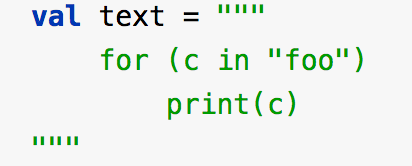 val text = """
    for (c in "foo")
        print(c)
"""